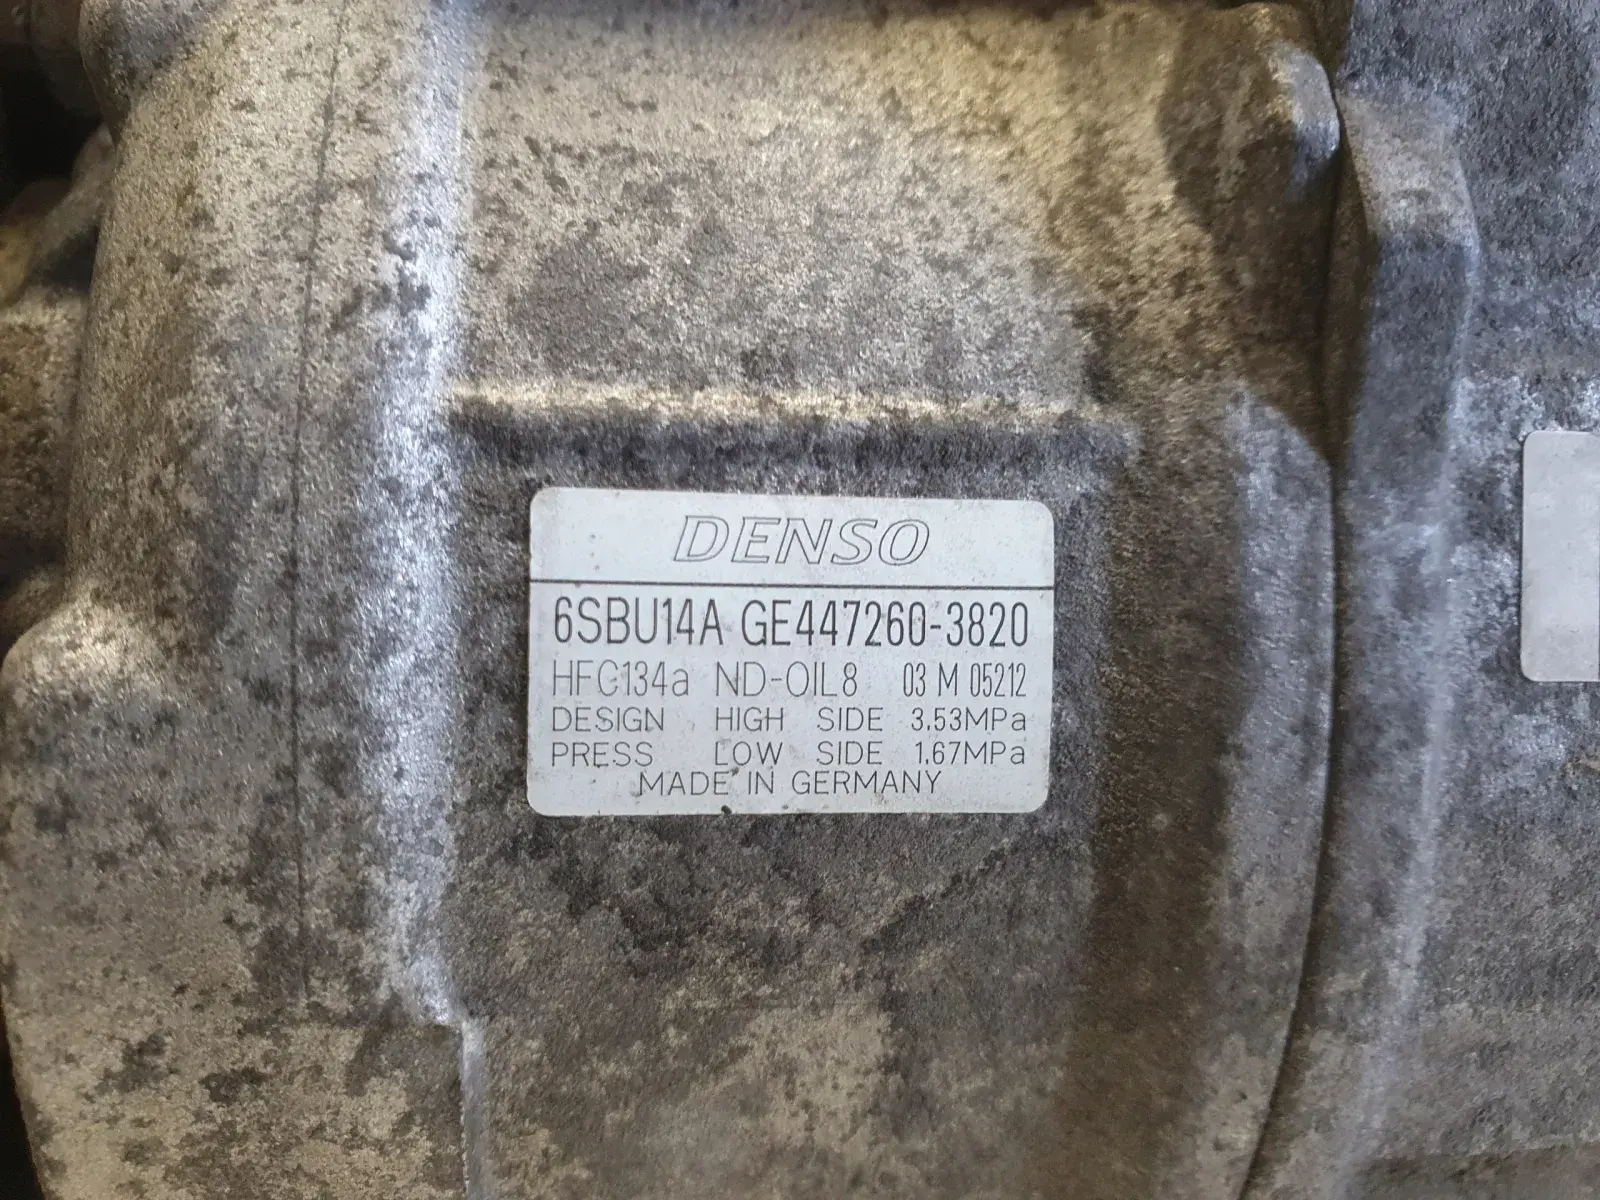 DENSO
6SBU14A GE447260-3820
HFC134a ND-OIL8 03 M 05212
DESIGN HIGH SIDE 3.53MPa
PRESS LOW SIDE 1.67MPa
MADE IN GERMANY